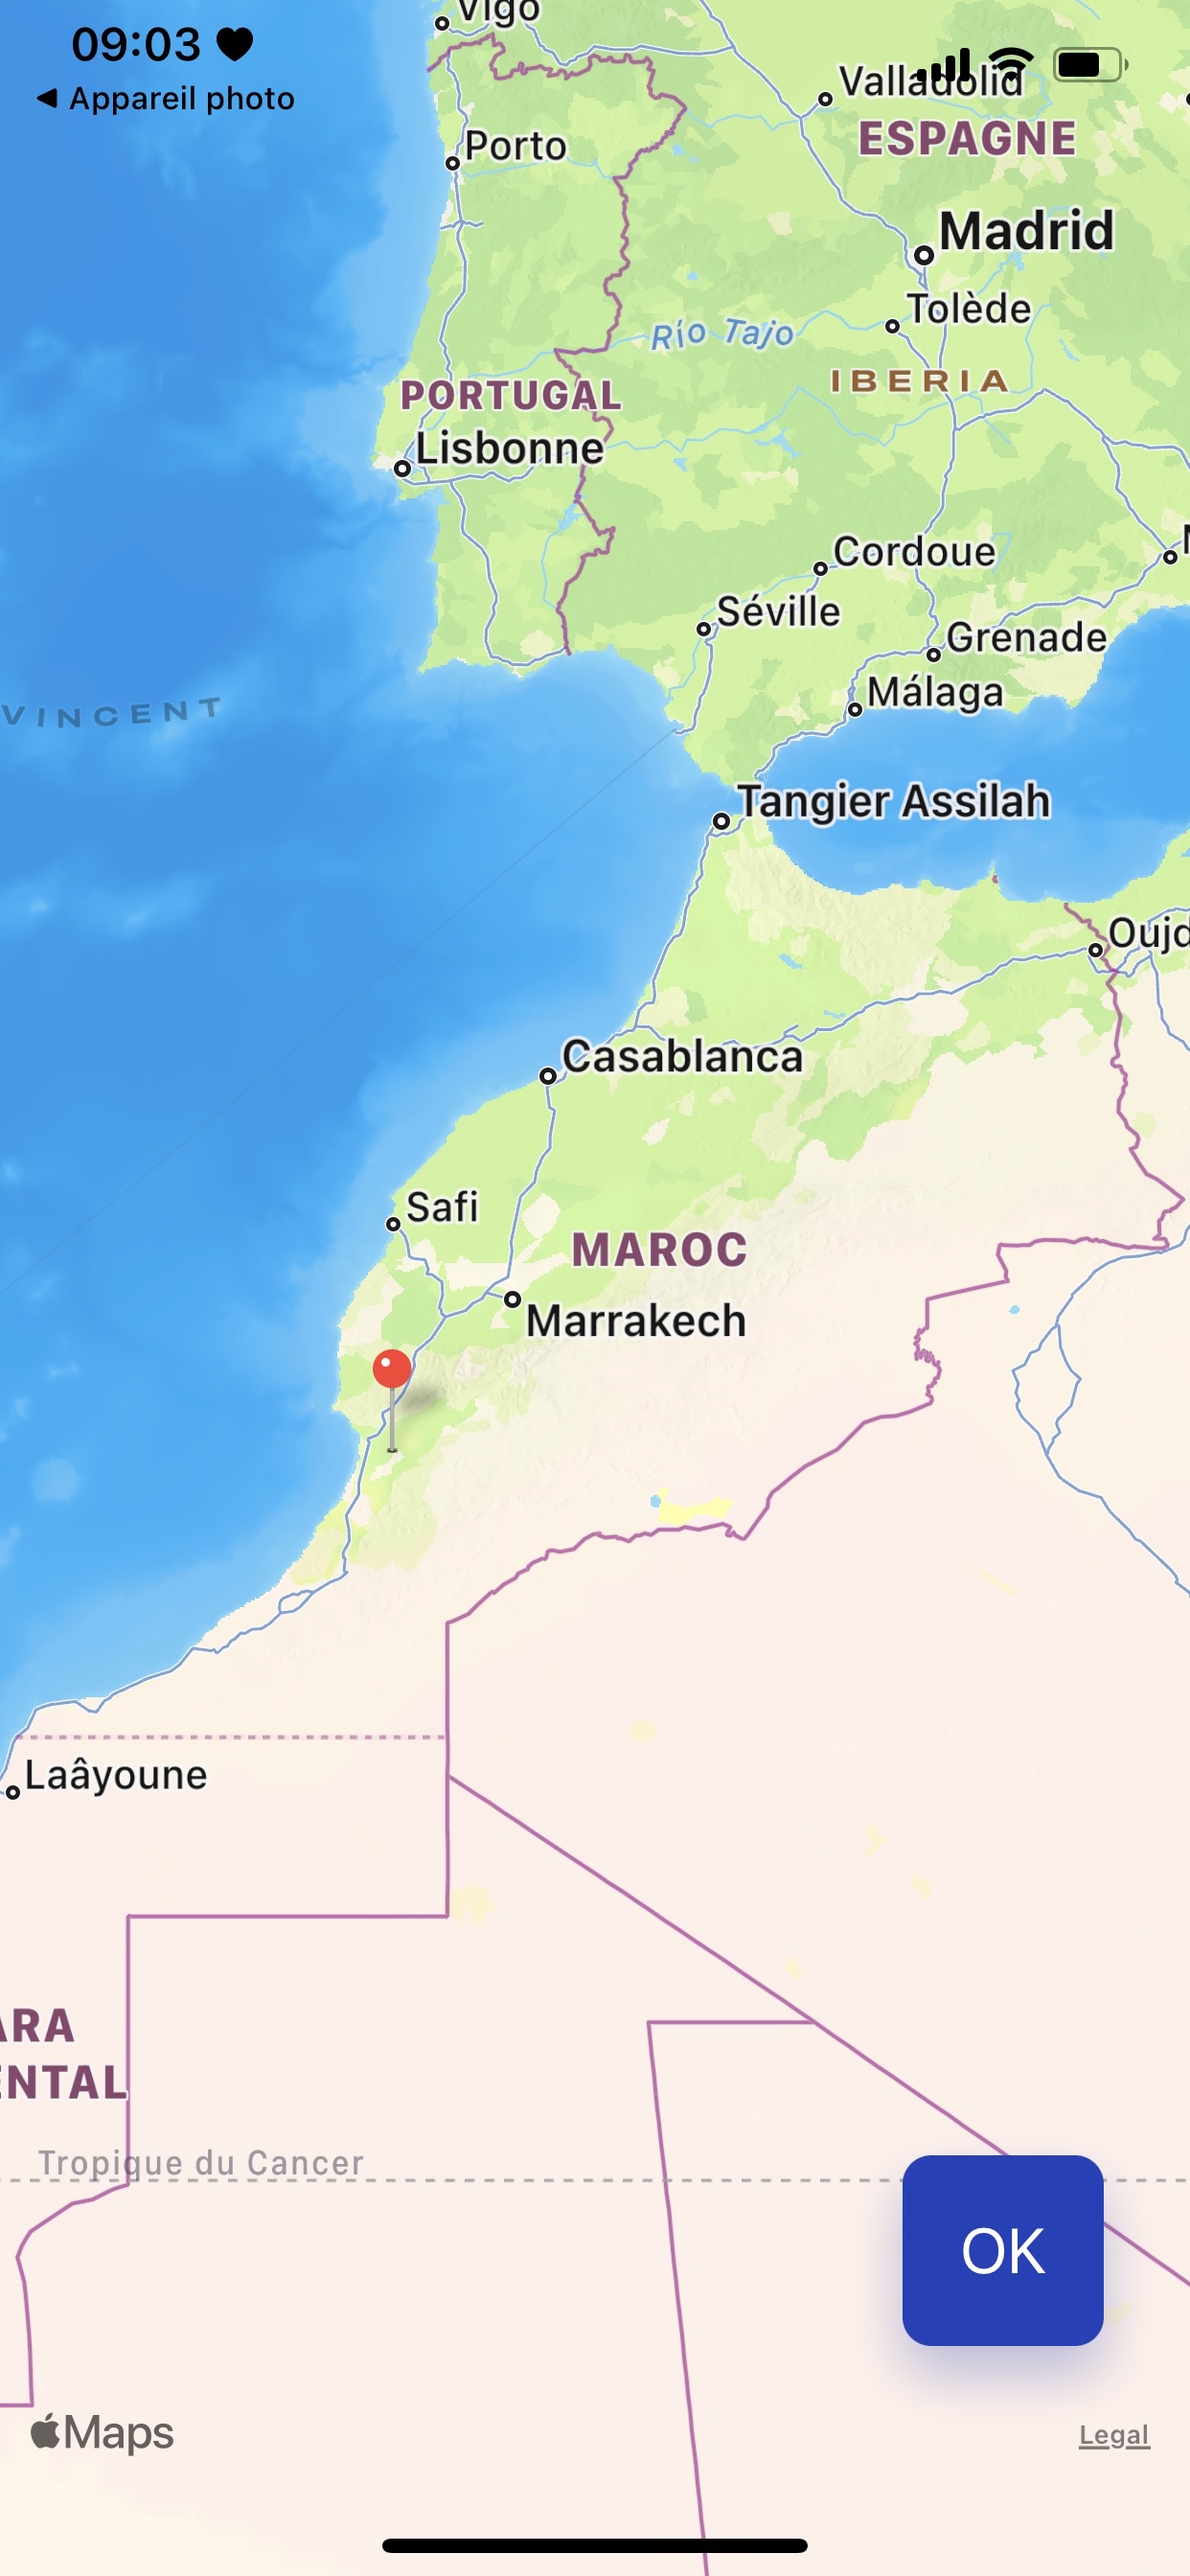 Vigo
09:03
Appareil photo
Valladolid
ESPAGNE
Porto
Madrid
Tolède
Río Tajo
IBERIA
PORTUGAL
Lisbonne
Cordoue
Séville
Grenade
Málaga
VINCENT
Tangier Assilah
Oujd
Casablanca
Safi
MAROC
Marrakech
Laâyoune
ARA
ENTAL
Tropique du Cancer
OK
Maps
Legal